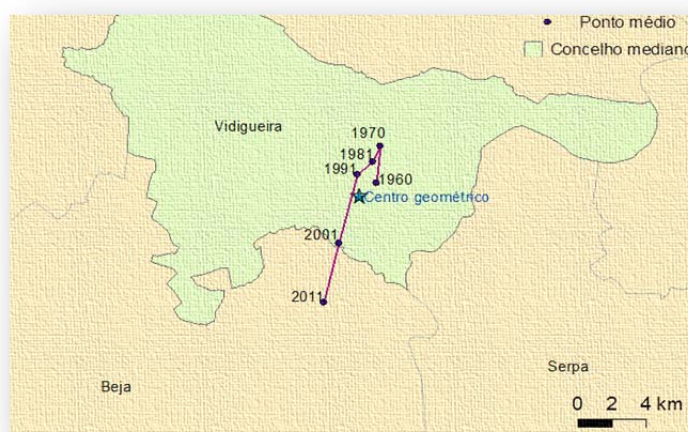 Ponto médio
Concelho mediano
Vidigueira
1970
1981
1991
1960
Centro geométrico
2001
2011
Serpa
Beja
0 2 4 km